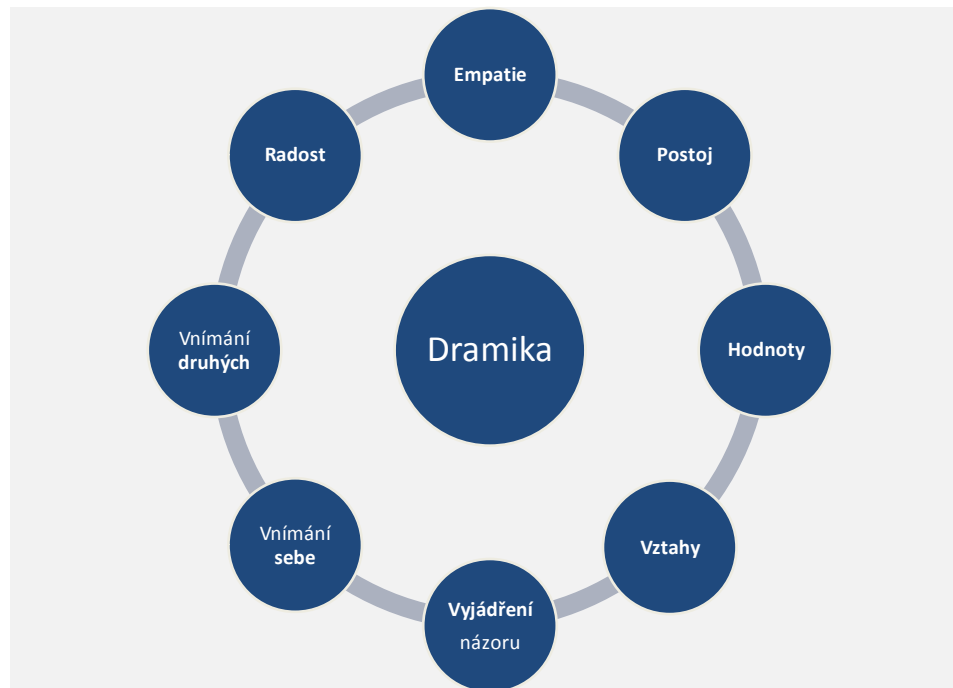 Empatie
Radost
Postoj
Vnímání
druhých
Dramika
Hodnoty
Vnímání
sebe
Vztahy
Vyjádření
názoru